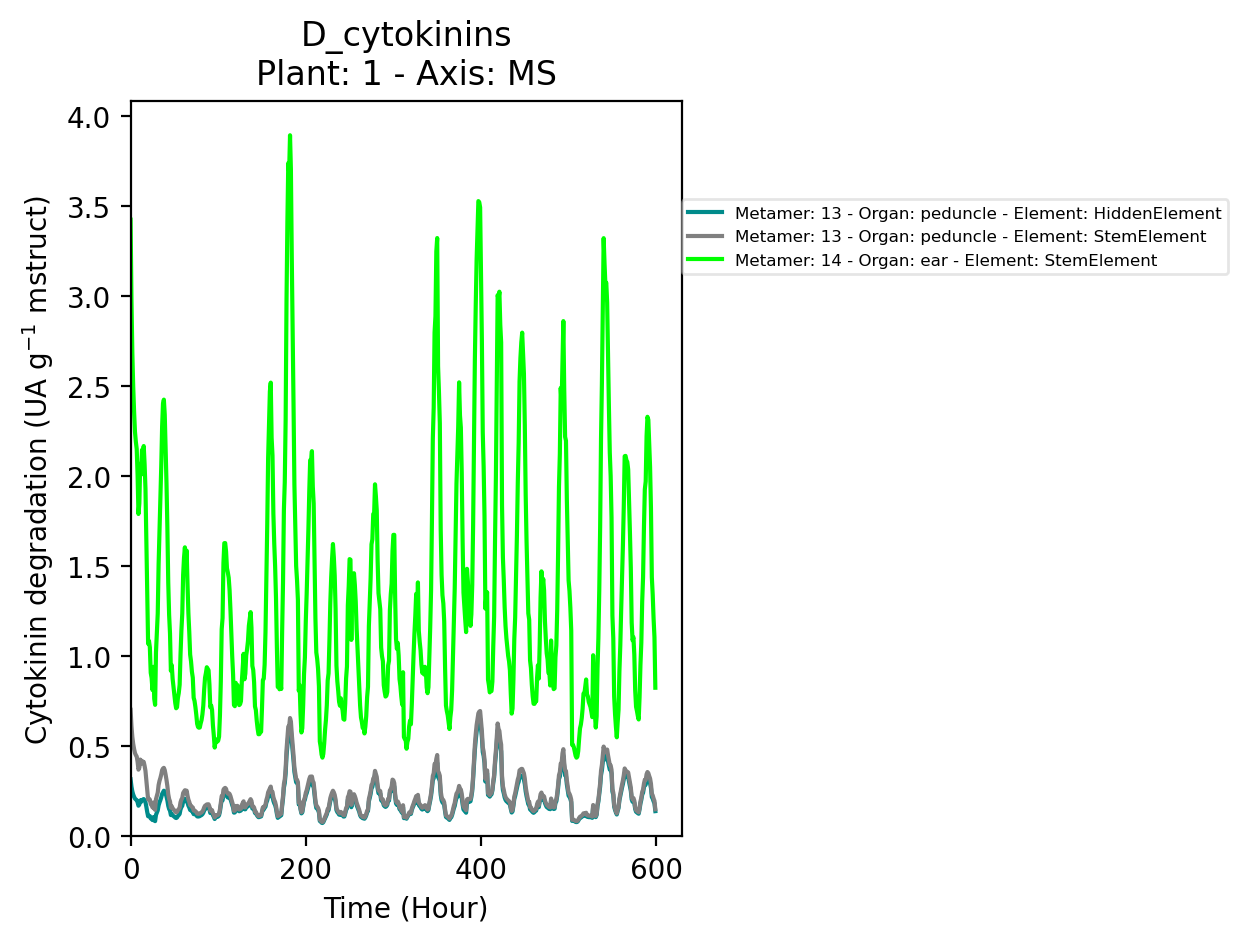 D_cytokinins
Plant: 1 - Axis: MS
4.0
3.5
3.0
2.5
2.0
1.5
1.0
0.5
0.0
Cytokinin degradation (UA g⁻¹ mstruct)
0 200 400 600
Time (Hour)
Metamer: 13 - Organ: peduncle - Element: HiddenElement
Metamer: 13 - Organ: peduncle - Element: StemElement
Metamer: 14 - Organ: ear - Element: StemElement